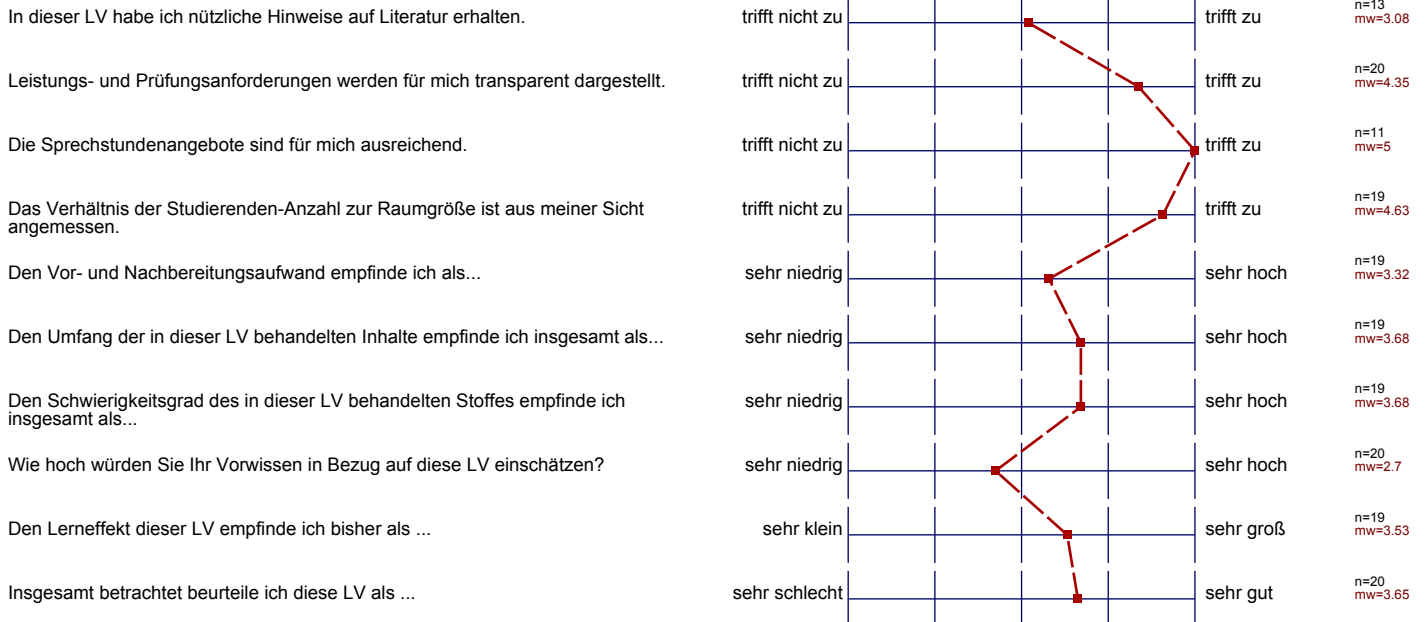 In dieser LV habe ich nützliche Hinweise auf Literatur erhalten. trifft nicht zu trifft zu n=13 mw=3.08
Leistungs- und Prüfungsanforderungen werden für mich transparent dargestellt. trifft nicht zu trifft zu n=20 mw=4.35
Die Sprechstundenangebote sind für mich ausreichend. trifft nicht zu trifft zu n=11 mw=5
Das Verhältnis der Studierenden-Anzahl zur Raumgröße ist aus meiner Sicht trifft nicht zu trifft zu n=19 mw=4.63
angemessen.
Den Vor- und Nachbereitungsaufwand empfinde ich als... sehr niedrig sehr hoch n=19 mw=3.32
Den Umfang der in dieser LV behandelten Inhalte empfinde ich insgesamt als... sehr niedrig sehr hoch n=19 mw=3.68
Den Schwierigkeitsgrad des in dieser LV behandelten Stoffes empfinde ich sehr niedrig sehr hoch n=19 mw=3.68
insgesamt als...
Wie hoch würden Sie Ihr Vorwissen in Bezug auf diese LV einschätzen? sehr niedrig sehr hoch n=20 mw=2.7
Den Lerneffekt dieser LV empfinde ich bisher als ... sehr klein sehr groß n=19 mw=3.53
Insgesamt betrachtet beurteile ich diese LV als ... sehr schlecht sehr gut n=20 mw=3.65